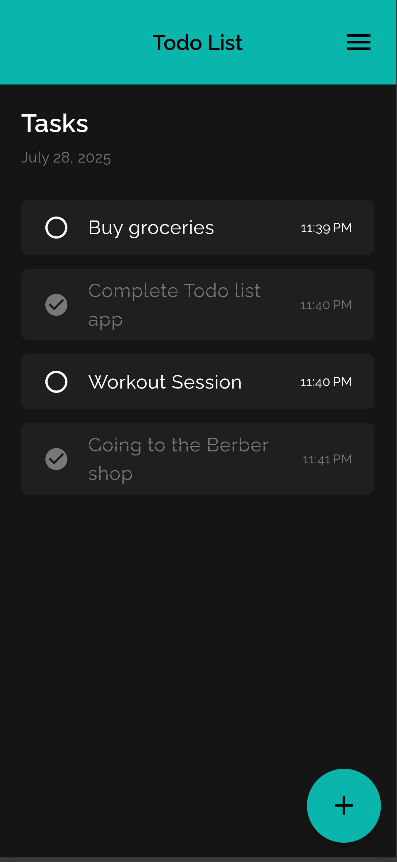 Todo List
Tasks
July 28, 2025
Buy groceries
11:39 PM
Complete Todo list
app
11:40 PM
Workout Session
11:40 PM
Going to the Berber
shop
11:41 PM